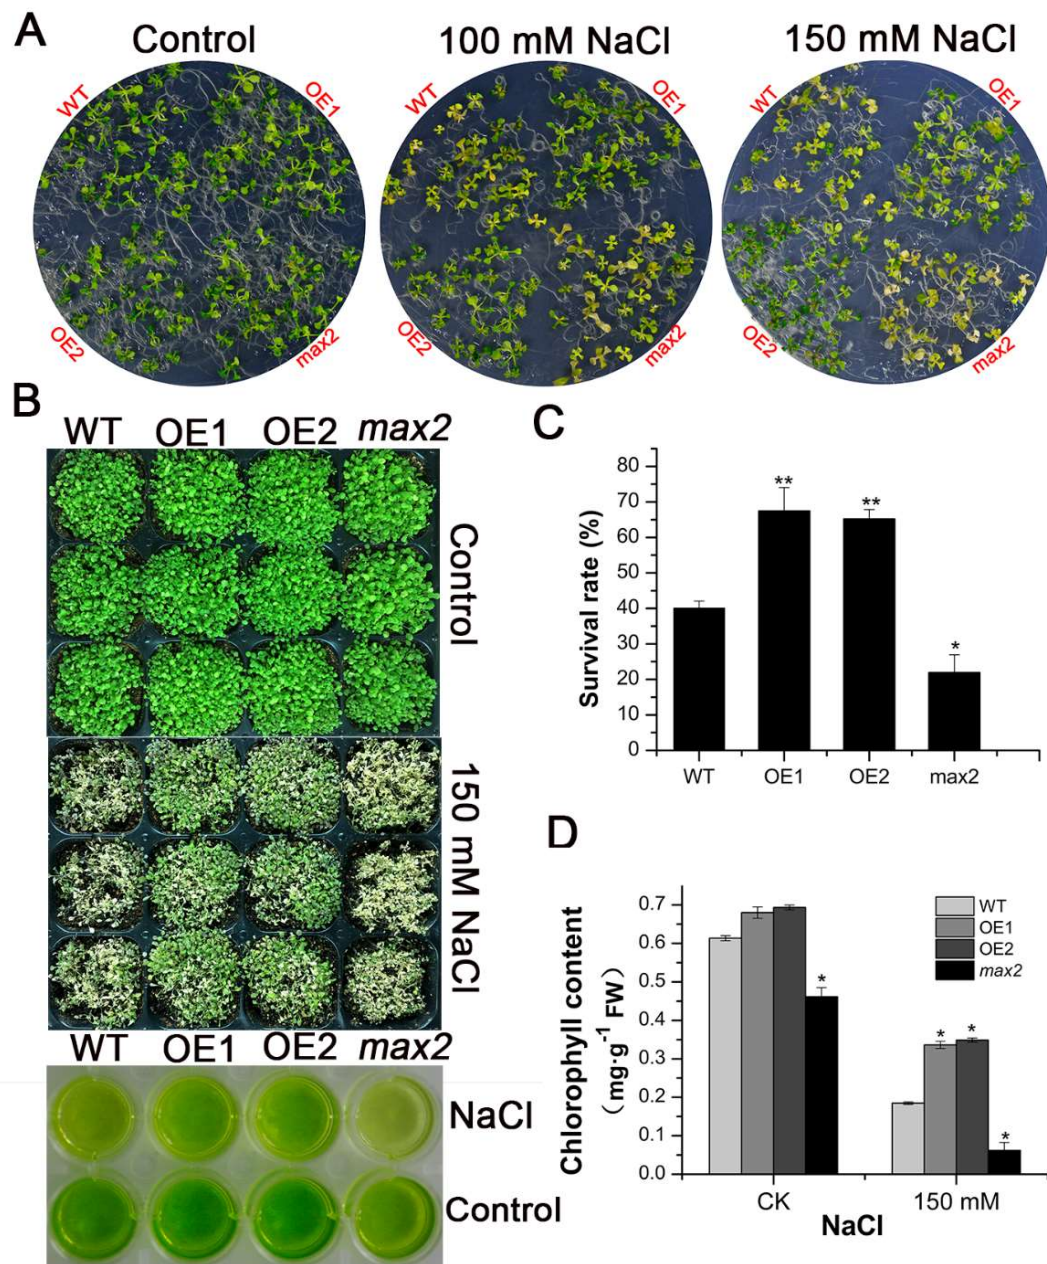 A
Control
100 mM NaCl
150 mM NaCl
WT
OE1
OE2
max2
WT
OE1
OE2
max2
WT
OE1
OE2
max2
B
WT
OE1
OE2
max2
Control
150 mM NaCl
WT
OE1
OE2
max2
NaCl
Control
C
Survival rate (%)
80
70
60
50
40
30
20
10
0
**
**
*
WT
OE1
OE2
max2
D
Chlorophyll content
(mg·g-1 FW)
0.7
0.6
0.5
0.4
0.3
0.2
0.1
0.0
WT
OE1
OE2
max2
*
*
*
*
CK
150 mM
NaCl